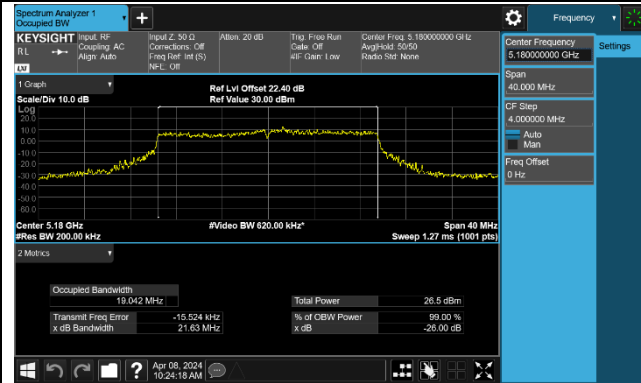 Spectrum Analyzer 1
Occupied BW
Frequency
KEYSIGHT
RL
LXI
Input: RF
Coupling: AC
Align: Auto
Input Z: 50 Ω
Corrections: Off
Freq Ref: Int (S)
NFE: Off
Atten: 20 dB
Trig: Free Run
Gate: Off
#IF Gain: Low
Center Freq: 5.180000000 GHz
Avg|Hold: 50/50
Radio Std: None
Center Frequency
5.180000000 GHz
Settings
Span
40.000 MHz
CF Step
4.000000 MHz
Auto
Man
Freq Offset
0 Hz
1 Graph
Scale/Div 10.0 dB
Ref Lvl Offset 22.40 dB
Ref Value 30.00 dBm
Log
20.0
10.0
0.00
-10.0
-20.0
-30.0
-40.0
-50.0
-60.0
Center 5.18 GHz
#Res BW 200.00 kHz
#Video BW 620.00 kHz*
Span 40 MHz
Sweep 1.27 ms (1001 pts)
2 Metrics
Occupied Bandwidth
19.042 MHz
Transmit Freq Error -15.524 kHz
x dB Bandwidth 21.63 MHz
Total Power 26.5 dBm
% of OBW Power 99.00 %
x dB -26.00 dB
Apr 08, 2024
10:24:18 AM